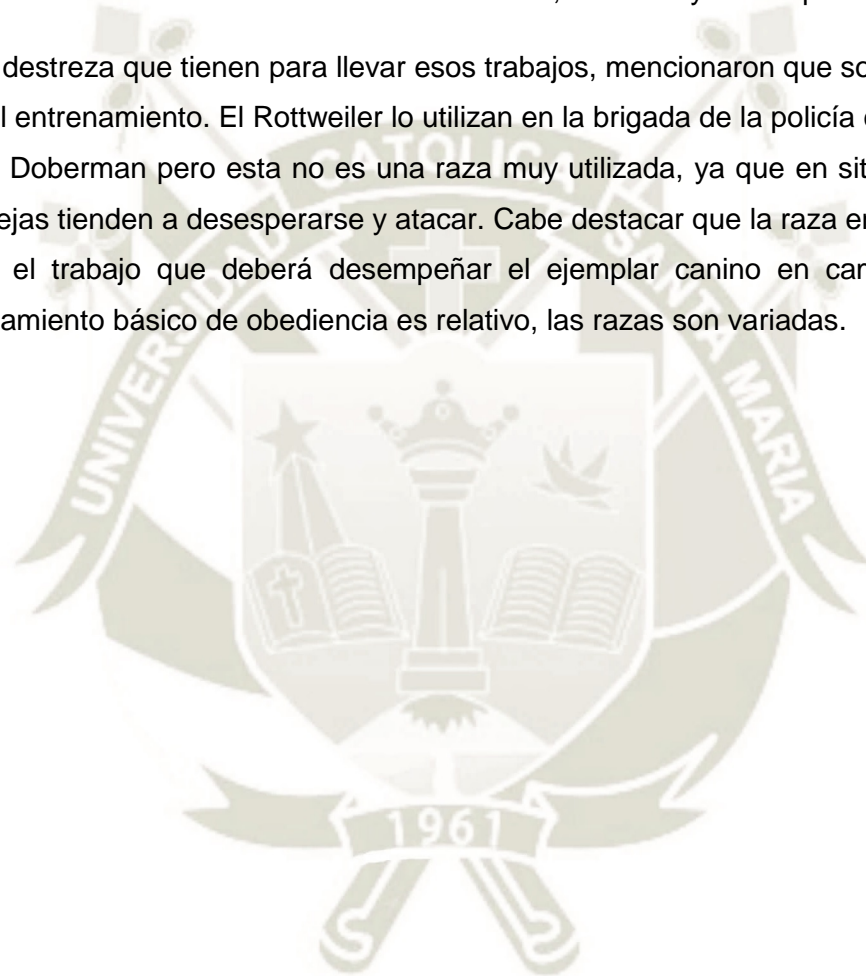 destreza que tienen para llevar esos trabajos, mencionaron que so
l entrenamiento. El Rottweiler lo utilizan en la brigada de la policía
Doberman pero esta no es una raza muy utilizada, ya que en sit
ejas tienden a desesperarse y atacar. Cabe destacar que la raza e
el trabajo que deberá desempeñar el ejemplar canino en ca
amiento básico de obediencia es relativo, las razas son variadas.
UNIVERSIDAD CATOLICA SANTA MARIA
1961